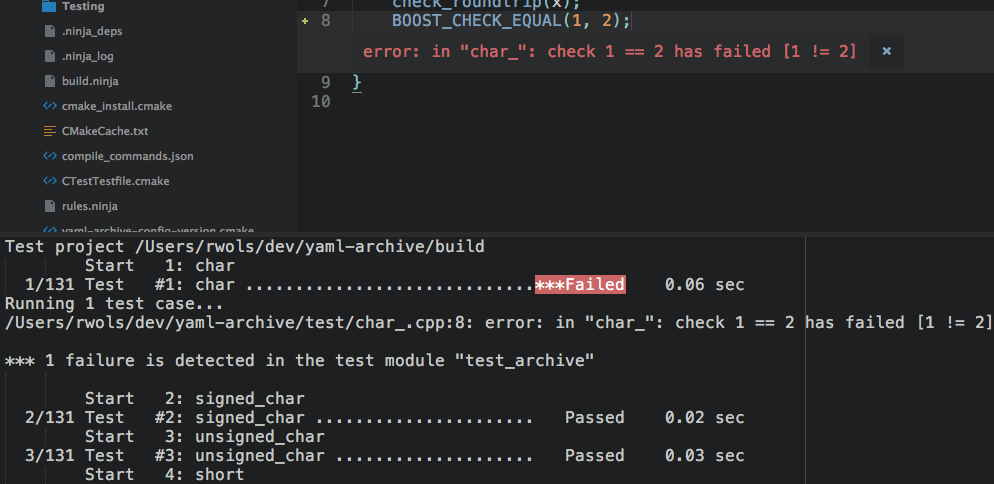 Testing
.ninja_deps
.ninja_log
build.ninja
cmake_install.cmake
CMakeCache.txt
compile_commands.json
CTestTestfile.cmake
rules.ninja
yaml-archive-config-version.cmake
7 check_roundtrip(x);
+ 8 BOOST_CHECK_EQUAL(1, 2);
error: in "char_": check 1 == 2 has failed [1 != 2] ×
9 }
10
Test project /Users/rwols/dev/yaml-archive/build
Start 1: char
1/131 Test #1: char .............................***Failed 0.06 sec
Running 1 test case...
/Users/rwols/dev/yaml-archive/test/char_.cpp:8: error: in "char_": check 1 == 2 has failed [1 != 2]
*** 1 failure is detected in the test module "test_archive"
Start 2: signed_char
2/131 Test #2: signed_char ...................... Passed 0.02 sec
Start 3: unsigned_char
3/131 Test #3: unsigned_char .................... Passed 0.03 sec
Start 4: short